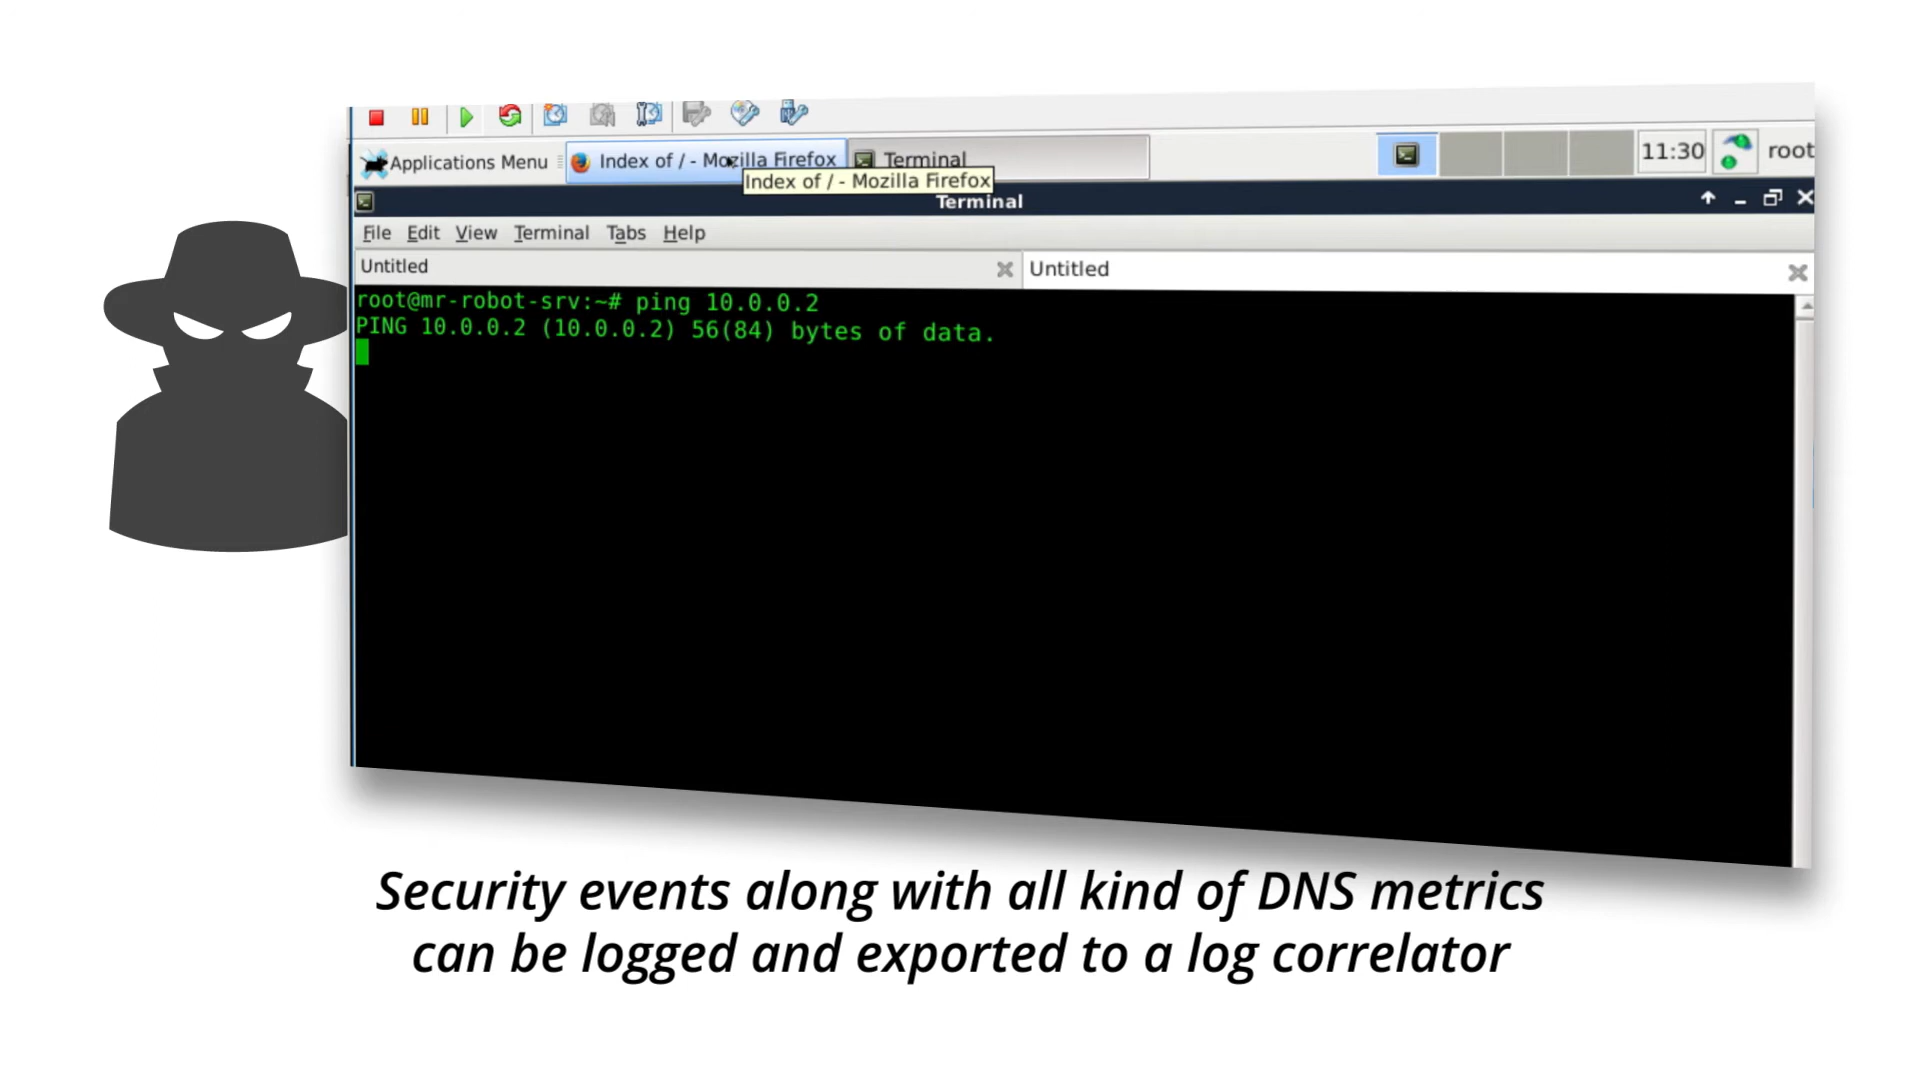 Applications Menu
Index of / - Mozilla Firefox
Terminal
11:30
root
Index of / - Mozilla Firefox
Terminal
File Edit View Terminal Tabs Help
Untitled
Untitled
root@mr-robot-srv:~# ping 10.0.0.2
PING 10.0.0.2 (10.0.0.2) 56(84) bytes of data.
Security events along with all kind of DNS metrics
can be logged and exported to a log correlator